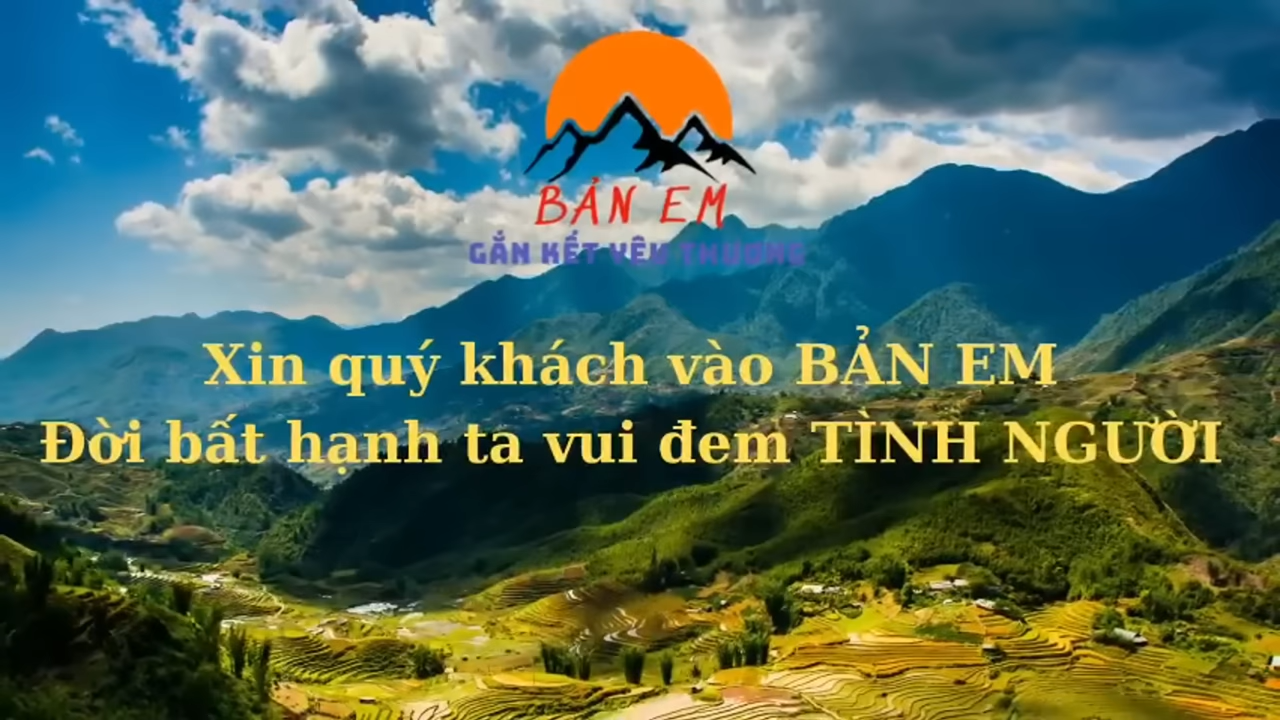 BẢN EM
GẮN KẾT YÊU THƯƠNG
Xin quý khách vào BẢN EM
Đời bất hạnh ta vui đem TÌNH NGƯỜI